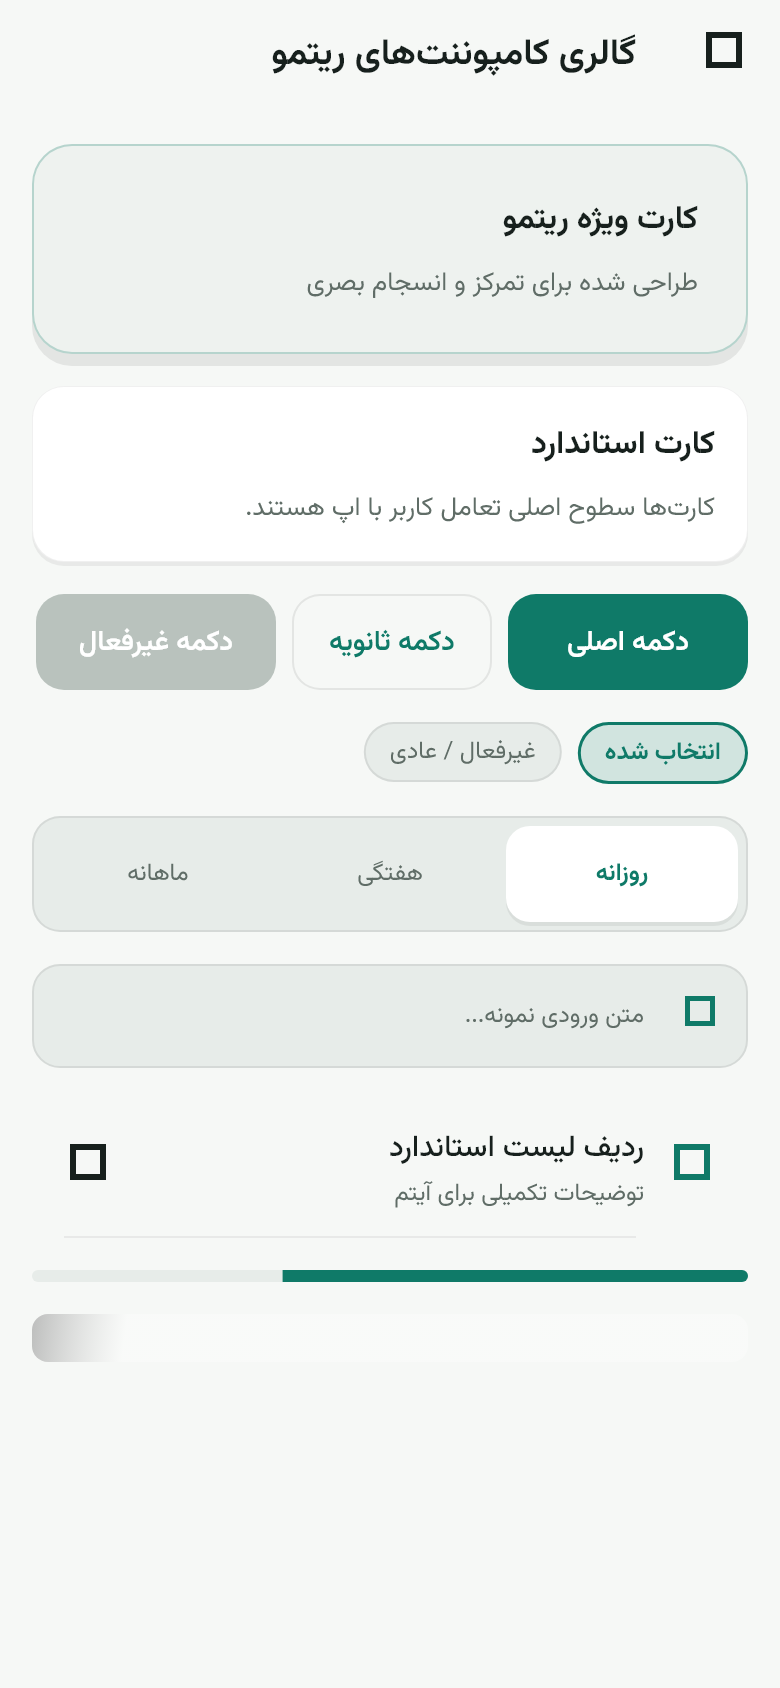 گالری کامپوننت‌های ریتمو
کارت ویژه ریتمو
طراحی شده برای تمرکز و انسجام بصری
کارت استاندارد
کارت‌ها سطوح اصلی تعامل کاربر با اپ هستند.
دکمه اصلی
دکمه ثانویه
دکمه غیرفعال
انتخاب شده
غیرفعال / عادی
روزانه
هفتگی
ماهانه
متن ورودی نمونه...
ردیف لیست استاندارد
توضیحات تکمیلی برای آیتم